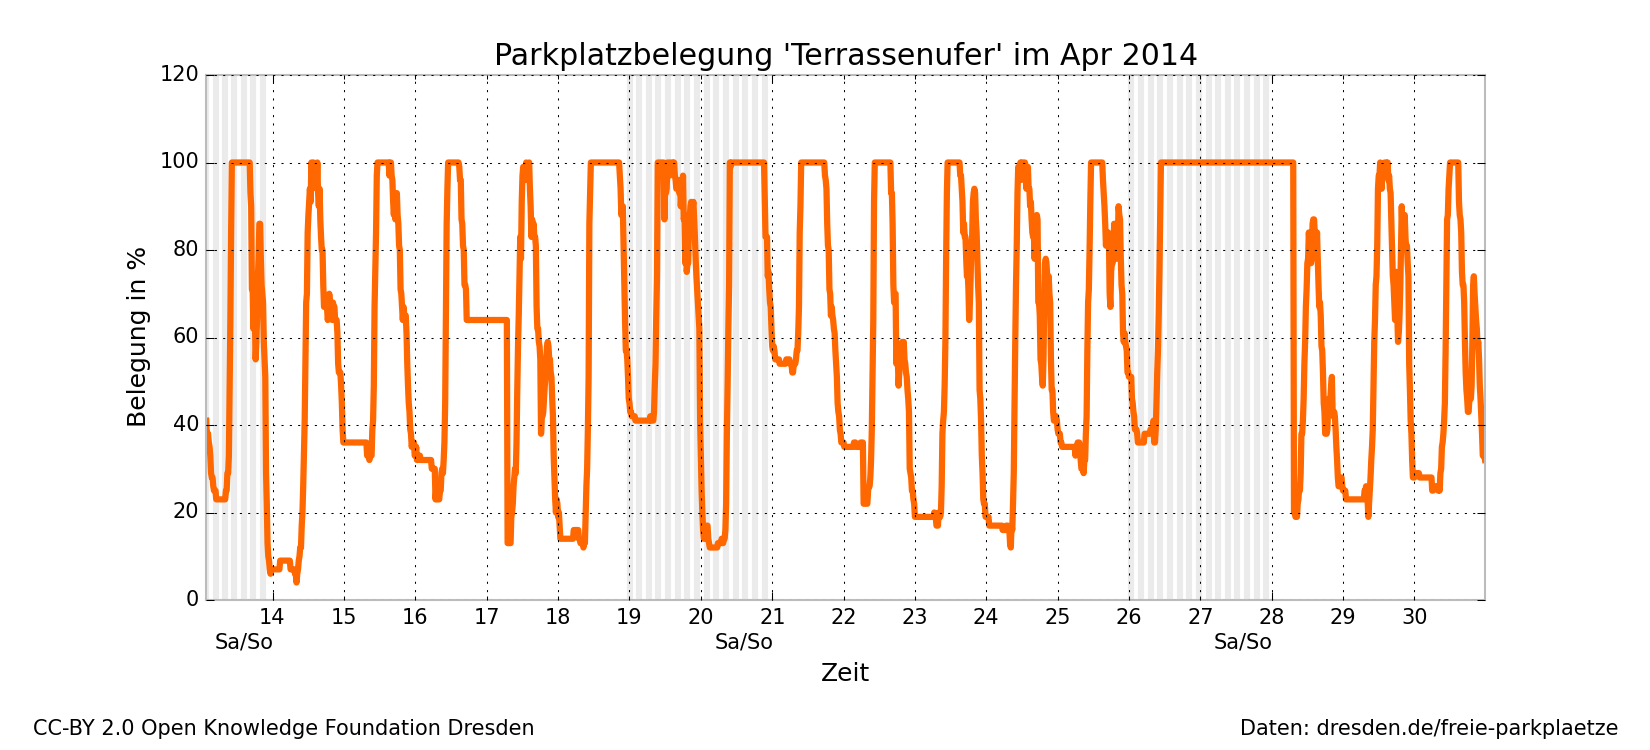 Parkplatzbelegung 'Terrassenufer' im Apr 2014
120
100
80
60
40
20
0
Belegung in %
14 15 16 17 18 19 20 21 22 23 24 25 26 27 28 29 30
Sa/So Sa/So Sa/So
Zeit
CC-BY 2.0 Open Knowledge Foundation Dresden
Daten: dresden.de/freie-parkplaetze